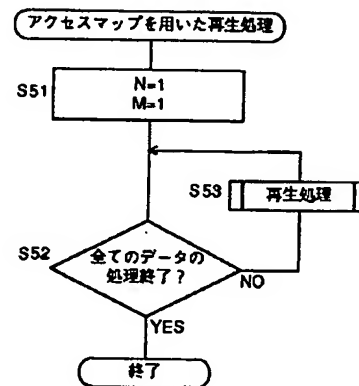 アクセスマップを用いた再生処理
S51
N=1
M=1
S53
再生処理
S52
全てのデータの
処理終了?
NO
YES
終了